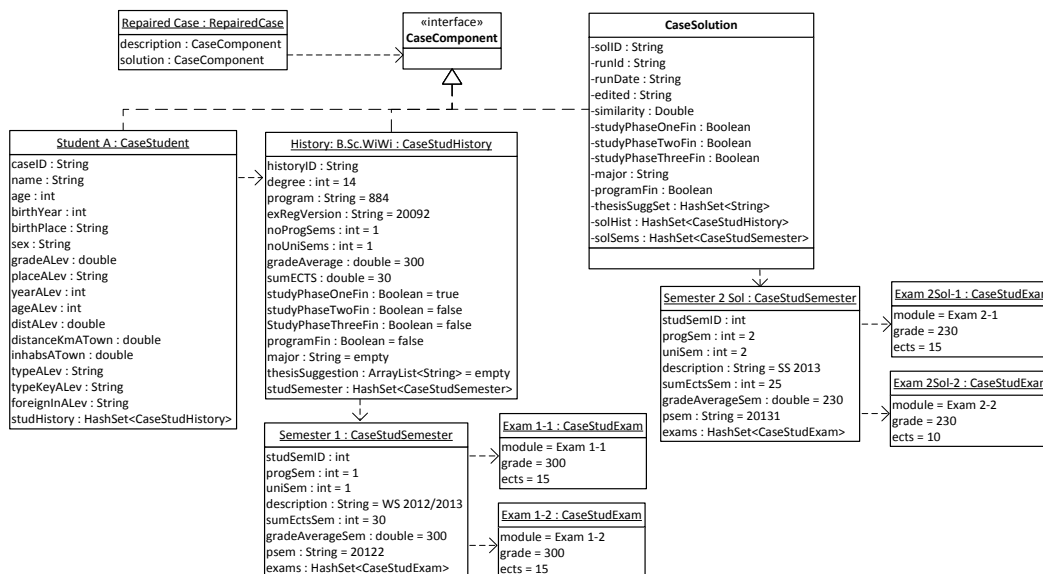 Repaired Case : RepairedCase
description : CaseComponent
solution : CaseComponent
«interface»
CaseComponent
CaseSolution
-solID : String
-runId : String
-runDate : String
-edited : String
-similarity : Double
-studyPhaseOneFin : Boolean
-studyPhaseTwoFin : Boolean
-studyPhaseThreeFin : Boolean
-major : String
-programFin : Boolean
-thesisSuggSet : HashSet<String>
-solHist : HashSet<CaseStudHistory>
-solSems : HashSet<CaseStudSemester>
Student A : CaseStudent
caseID : String
name : String
age : int
birthYear : int
birthPlace : String
sex : String
gradeALev : double
placeALev : String
yearALev : int
ageALev : int
distALev : double
distanceKmATown : double
inhabsATown : double
typeALev : String
typeKeyALev : String
foreignInALev : String
studHistory : HashSet<CaseStudHistory>
History: B.Sc.WiWi : CaseStudHistory
historyID : String
degree : int = 14
program : String = 884
exRegVersion : String = 20092
noProgSems : int = 1
noUniSems : int = 1
gradeAverage : double = 300
sumECTS : double = 30
studyPhaseOneFin : Boolean = true
studyPhaseTwoFin : Boolean = false
StudyPhaseThreeFin : Boolean = false
programFin : Boolean = false
major : String = empty
thesisSuggestion : ArrayList<String> = empty
studSemester : HashSet<CaseStudSemester>
Semester 2 Sol : CaseStudSemester
studSemID : int
progSem : int = 2
uniSem : int = 2
description : String = SS 2013
sumEctsSem : int = 25
gradeAverageSem : double = 230
psem : String = 20131
exams : HashSet<CaseStudExam>
Exam 2Sol-1 : CaseStudExam
module = Exam 2-1
grade = 230
ects = 15
Exam 2Sol-2 : CaseStudExam
module = Exam 2-2
grade = 230
ects = 10
Semester 1 : CaseStudSemester
studSemID : int
progSem : int = 1
uniSem : int = 1
description : String = WS 2012/2013
sumEctsSem : int = 30
gradeAverageSem : double = 300
psem : String = 20122
exams : HashSet<CaseStudExam>
Exam 1-1 : CaseStudExam
module = Exam 1-1
grade = 300
ects = 15
Exam 1-2 : CaseStudExam
module = Exam 1-2
grade = 300
ects = 15